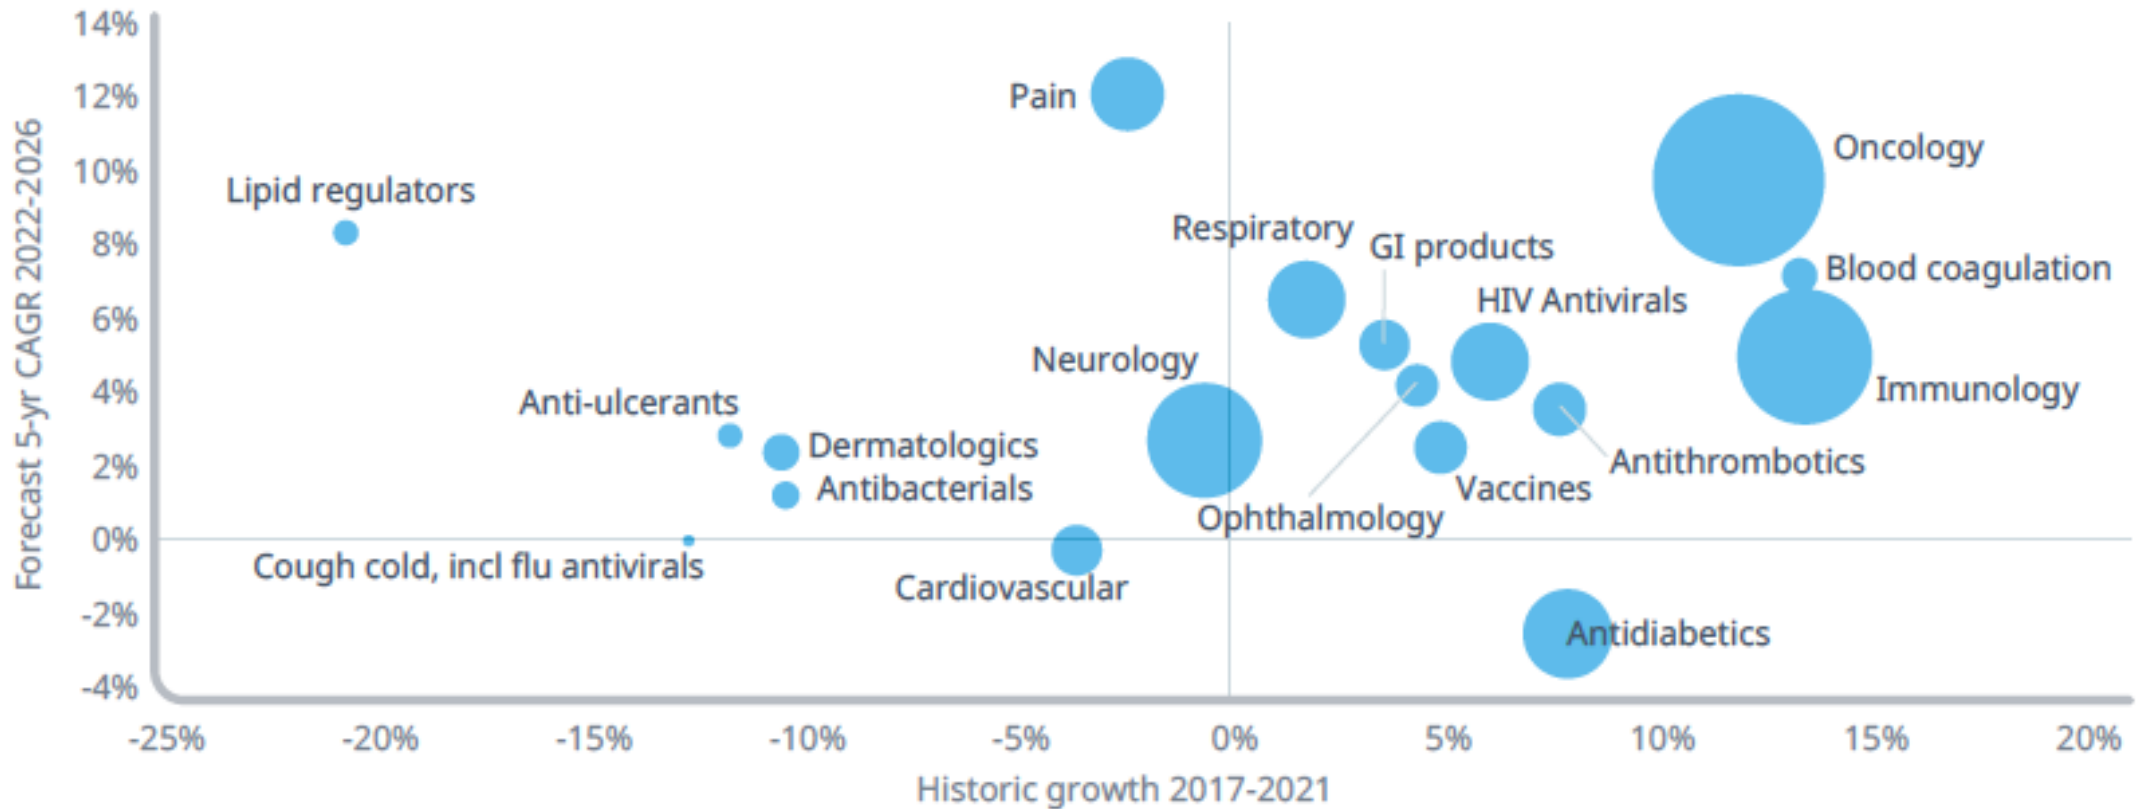 14%
12%
10%
8%
6%
4%
2%
0%
-2%
-4%
Forecast 5-yr CAGR 2022-2026
Pain
Oncology
Lipid regulators
Respiratory
GI products
Blood coagulation
HIV Antivirals
Neurology
Immunology
Anti-ulcerants
Dermatologics
Antithrombotics
Antibacterials
Vaccines
Ophthalmology
Cough cold, incl flu antivirals
Cardiovascular
Antidiabetics
-25% -20% -15% -10% -5% 0% 5% 10% 15% 20%
Historic growth 2017-2021